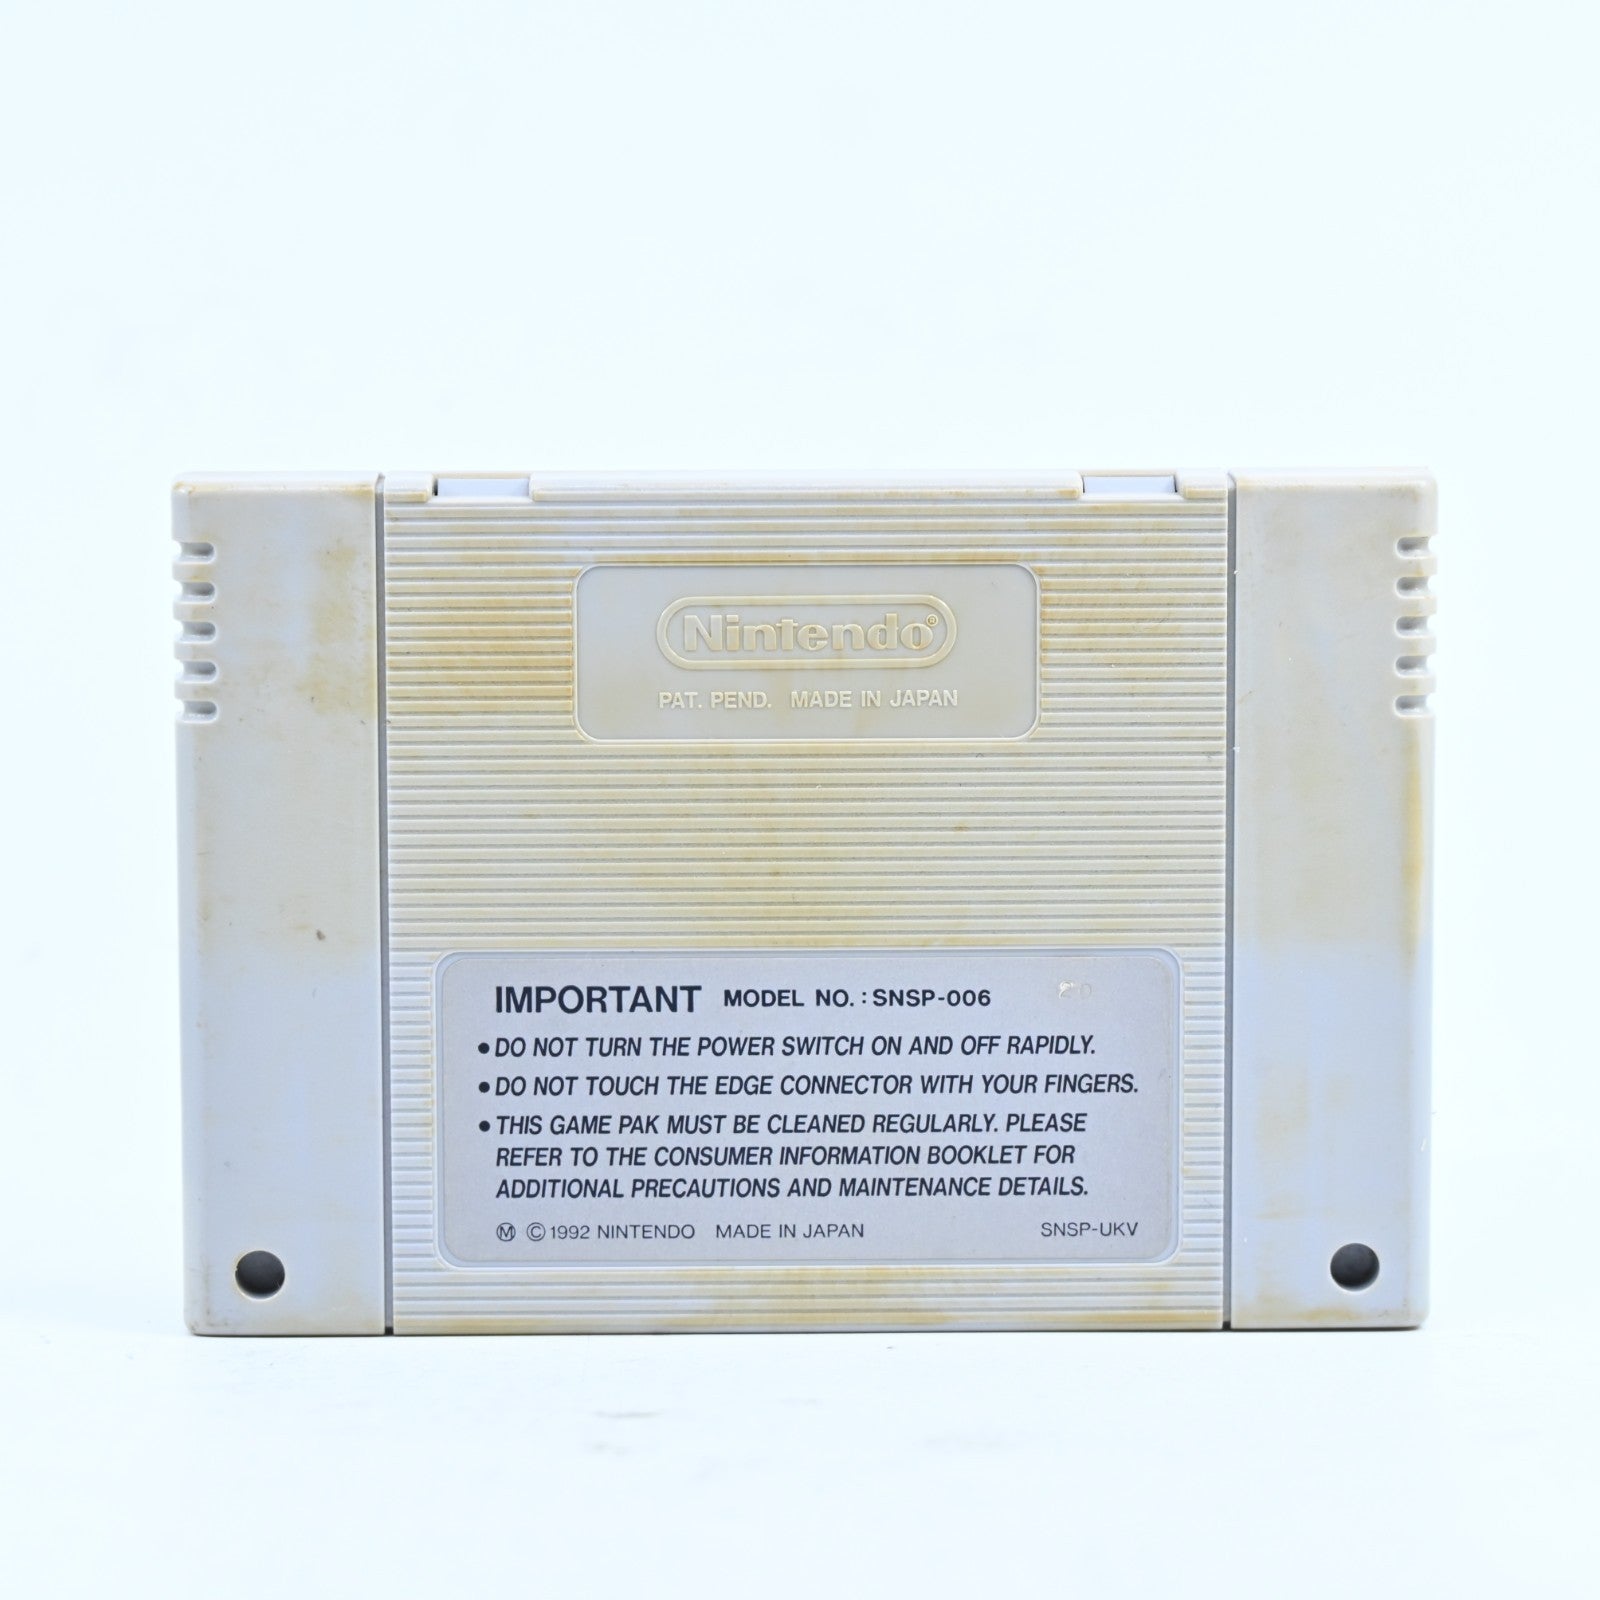 Nintendo®
PAT. PEND. MADE IN JAPAN
IMPORTANT MODEL NO.: SNSP-006 20
●DO NOT TURN THE POWER SWITCH ON AND OFF RAPIDLY.
●DO NOT TOUCH THE EDGE CONNECTOR WITH YOUR FINGERS.
●THIS GAME PAK MUST BE CLEANED REGULARLY. PLEASE
REFER TO THE CONSUMER INFORMATION BOOKLET FOR
ADDITIONAL PRECAUTIONS AND MAINTENANCE DETAILS.
Ⓜ ©1992 NINTENDO MADE IN JAPAN SNSP-UKV